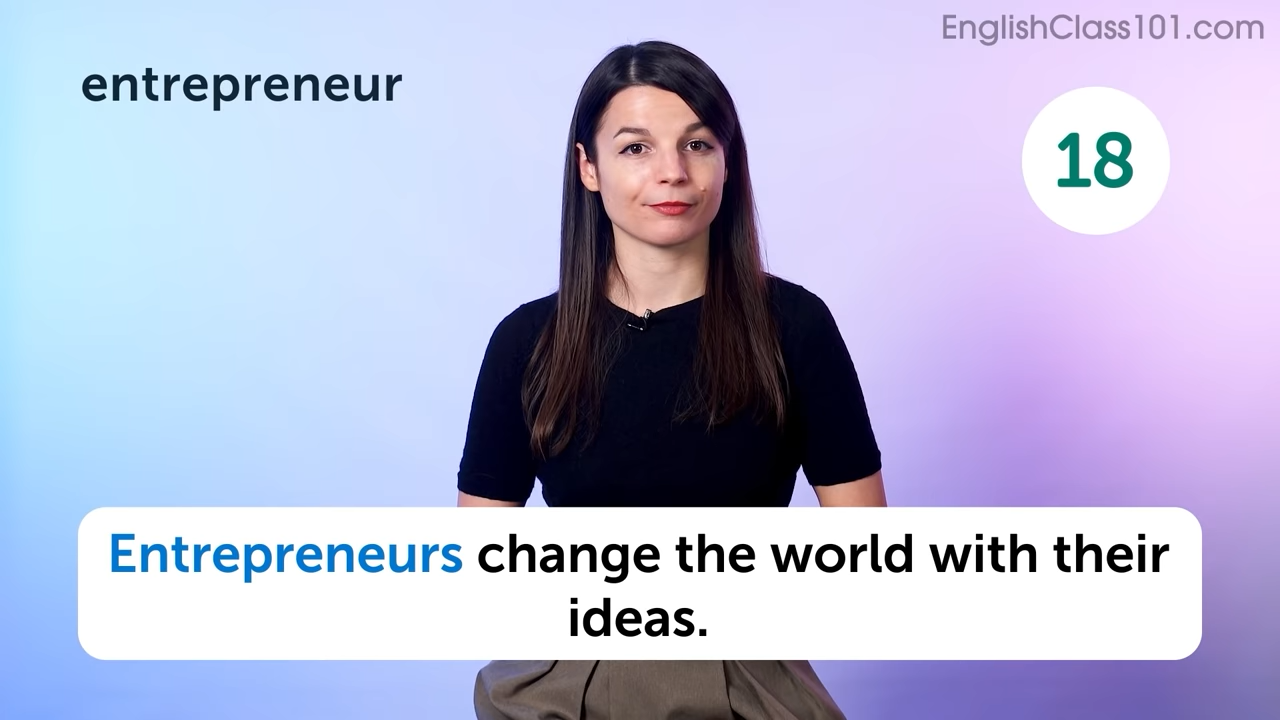 EnglishClass101.com
entrepreneur
18
Entrepreneurs change the world with their
ideas.